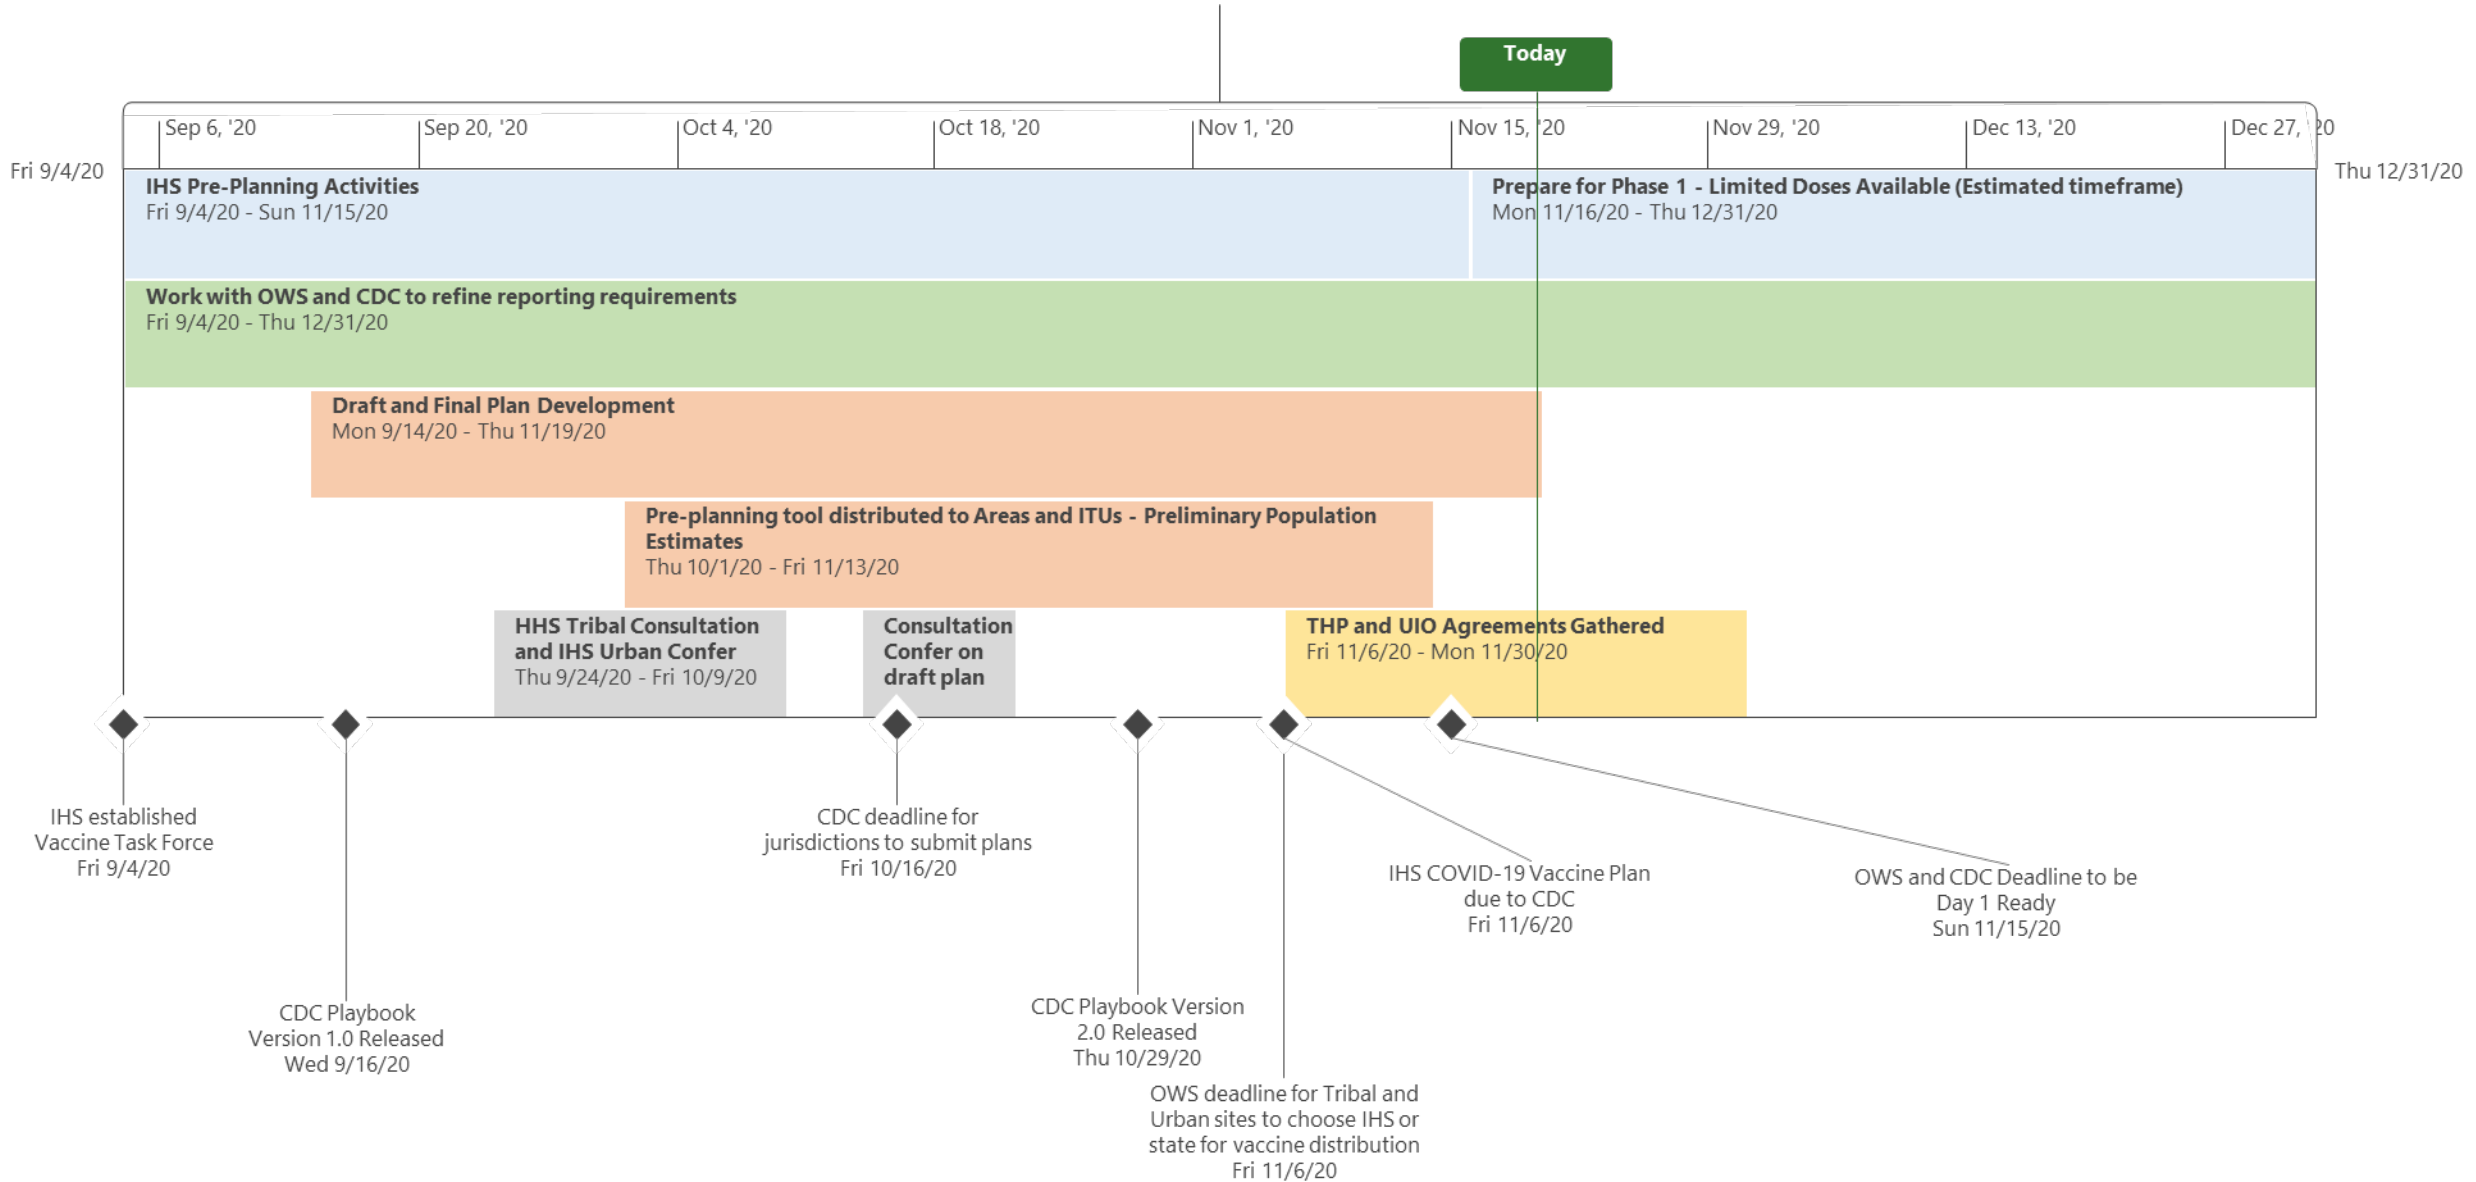 Today
Sep 6, '20
Sep 20, '20
Oct 4, '20
Oct 18, '20
Nov 1, '20
Nov 15, '20
Nov 29, '20
Dec 13, '20
Dec 27, '20
Fri 9/4/20
Thu 12/31/20
IHS Pre-Planning Activities
Fri 9/4/20 - Sun 11/15/20
Prepare for Phase 1 - Limited Doses Available (Estimated timeframe)
Mon 11/16/20 - Thu 12/31/20
Work with OWS and CDC to refine reporting requirements
Fri 9/4/20 - Thu 12/31/20
Draft and Final Plan Development
Mon 9/14/20 - Thu 11/19/20
Pre-planning tool distributed to Areas and ITUs - Preliminary Population
Estimates
Thu 10/1/20 - Fri 11/13/20
HHS Tribal Consultation
and IHS Urban Confer
Thu 9/24/20 - Fri 10/9/20
Consultation
Confer on
draft plan
THP and UIO Agreements Gathered
Fri 11/6/20 - Mon 11/30/20
IHS established
Vaccine Task Force
Fri 9/4/20
CDC Playbook
Version 1.0 Released
Wed 9/16/20
CDC deadline for
jurisdictions to submit plans
Fri 10/16/20
CDC Playbook Version
2.0 Released
Thu 10/29/20
OWS deadline for Tribal and
Urban sites to choose IHS or
state for vaccine distribution
Fri 11/6/20
IHS COVID-19 Vaccine Plan
due to CDC
Fri 11/6/20
OWS and CDC Deadline to be
Day 1 Ready
Sun 11/15/20